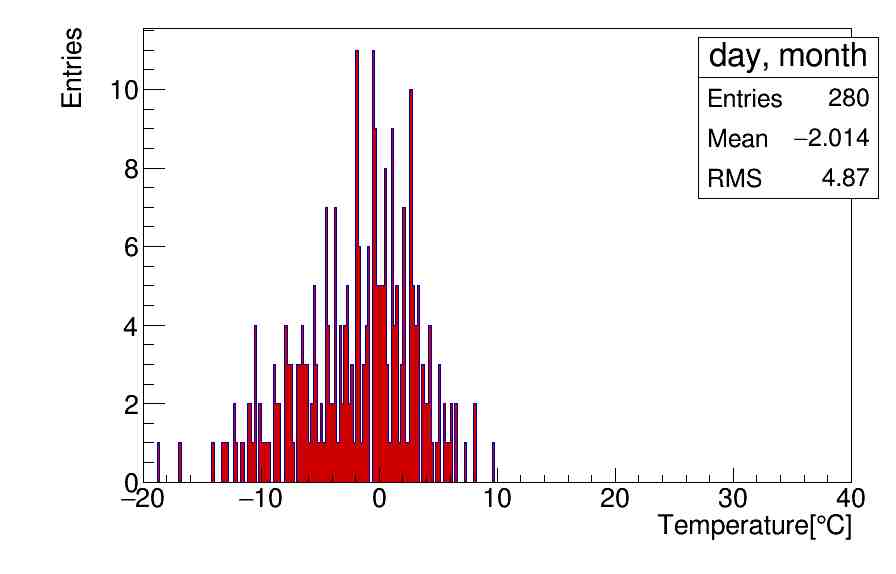 Entries
day, month
Entries 280
Mean −2.014
RMS 4.87
10
8
6
4
2
0
−20 −10 0 10 20 30 40
Temperature[°C]